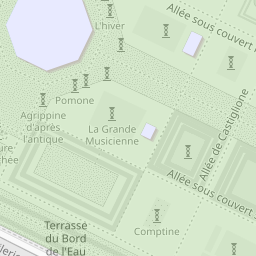 L'hiver
Allée sous couvert
Pomone
Agrippine
d'après
l'antique
La Grande
Musicienne
Allée de Castiglione
Allée sous couvert
Comptine
Terrasse
du Bord
de l'Eau